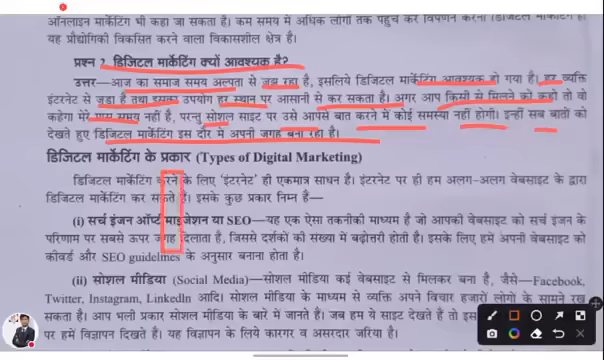 ऑनलाइन मार्केटिंग भी कहा जा सकता है। कम समय में अधिक लोगों तक पहुंच कर विपणन करना डिजिटल मार्केटिंग है।
यह प्रौद्योगिकी विकसित करने वाला विकासशील क्षेत्र है।
प्रश्न 2. डिजिटल मार्केटिंग क्यों आवश्यक है?
उत्तर— आज का समाज समय अल्पता से जूझ रहा है, इसलिये डिजिटल मार्केटिंग आवश्यक हो गया है। हर व्यक्ति
इंटरनेट से जुड़ा है तथा इसका उपयोग हर स्थान पर आसानी से कर सकता है। अगर आप किसी से मिलने को कहो तो वो
कहेगा मेरे पास समय नहीं है, परन्तु सोशल साइट पर उसे आपसे बात करने में कोई समस्या नहीं होगी। इन्हीं सब बातों को
देखते हुए डिजिटल मार्केटिंग इस दौर में अपनी जगह बना रहा है।
डिजिटल मार्केटिंग के प्रकार (Types of Digital Marketing)
डिजिटल मार्केटिंग करने के लिए 'इंटरनेट' ही एकमात्र साधन है। इंटरनेट पर ही हम अलग-अलग वेबसाइट के द्वारा
डिजिटल मार्केटिंग कर सकते हैं। इसके कुछ प्रकार निम्न हैं—
(i) सर्च इंजन ऑप्टीमाइजेशन या SEO—यह एक ऐसा तकनीकी माध्यम है जो आपकी वेबसाइट को सर्च इंजन के
परिणाम पर सबसे ऊपर जगह दिलाता है, जिससे दर्शकों की संख्या में बढ़ोत्तरी होती है। इसके लिए हमें अपनी वेबसाइट को
कीवर्ड और SEO guidelines के अनुसार बनाना होता है।
(ii) सोशल मीडिया (Social Media)—सोशल मीडिया कई वेबसाइट से मिलकर बना है, जैसे—Facebook,
Twitter, Instagram, LinkedIn आदि। सोशल मीडिया के माध्यम से व्यक्ति अपने विचार हजारों लोगों के सामने रख
सकता है। आप भली प्रकार सोशल मीडिया के बारे में जानते हैं। जब हम ये साइट देखते हैं तो इस
पर हमें विज्ञापन दिखते हैं। यह विज्ञापन के लिये कारगर व असरदार जरिया है।